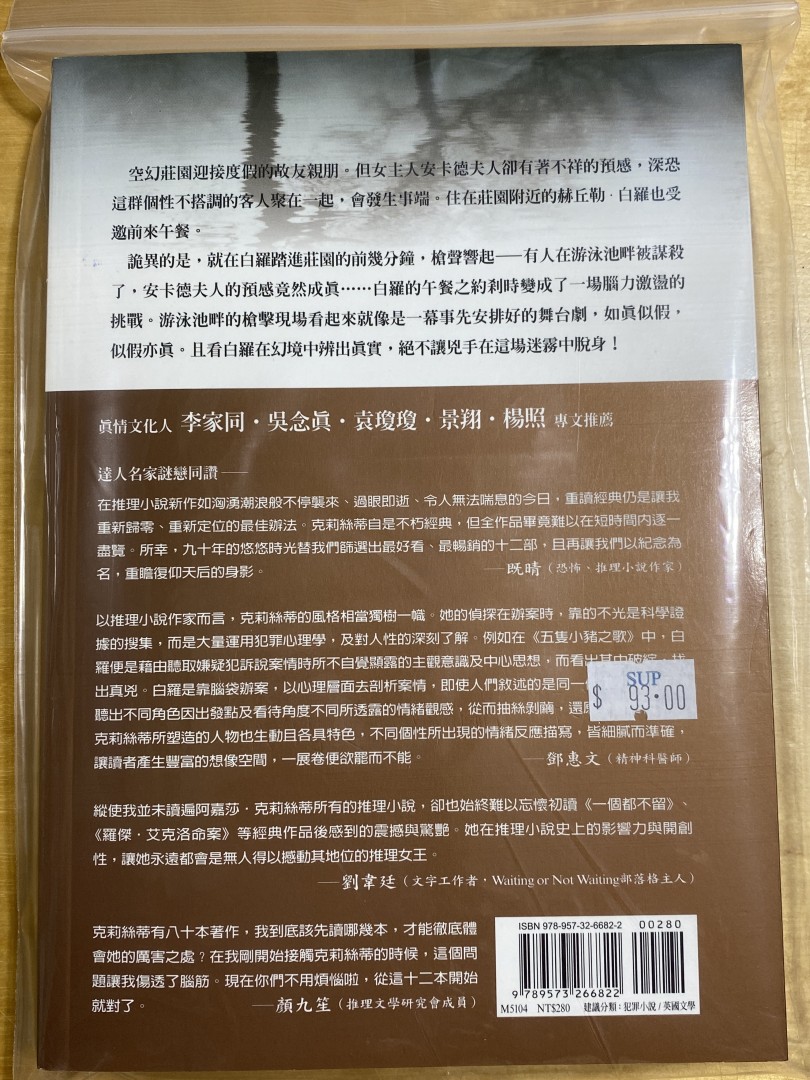 空幻莊園迎接度假的故友親朋。但女主人安卡德夫人卻有著不祥的預感，深恐
這群個性不搭調的客人聚在一起，會發生事端。住在莊園附近的赫丘勒·白羅也受
邀前來午餐。
詭異的是，就在白羅踏進莊園的前幾分鐘，槍聲響起——有人在游泳池畔被謀殺
了，安卡德夫人的預感竟然成眞……白羅的午餐之約剎時變成了一場腦力激盪的
挑戰。游泳池畔的槍擊現場看起來就像是一幕事先安排好的舞台劇，如眞似假，
似假亦眞。且看白羅在幻境中辨出眞實，絕不讓兇手在這場迷霧中脫身！
眞情文化人 李家同·吳念眞·袁瓊瓊·景翔·楊照 專文推薦
達人名家謎戀同讚——
在推理小說新作如洶湧潮浪般不停襲來、過眼即逝、令人無法喘息的今日，重讀經典仍是讓我
重新歸零、重新定位的最佳辦法。克莉絲蒂自是不朽經典，但全作品畢竟難以在短時間內逐一
盡覽。所幸，九十年的悠悠時光替我們篩選出最好看、最暢銷的十二部，且再讓我們以紀念為
名，重瞻復仰天后的身影。 ——既晴（恐怖、推理小說作家）
以推理小說作家而言，克莉絲蒂的風格相當獨樹一幟。她的偵探在辦案時，靠的不光是科學證
據的搜集，而是大量運用犯罪心理學，及對人性的深刻了解。例如在《五隻小豬之歌》中，白
羅便是藉由聽取嫌疑犯訴說案情時所不自覺顯露的主觀意識及中心思想，而看出其中破綻，找
出真兇。白羅是靠腦袋辦案，以心理層面去剖析案情，即使人們敘述的是同一
SUP
$ 93.00
聽出不同角色因出發點及看待角度不同所透露的情緒觀感，從而抽絲剝繭，還
克莉絲蒂所塑造的人物也生動且各具特色，不同個性所出現的情緒反應描寫，皆細膩而準確，
讓讀者產生豐富的想像空間，一展卷便欲罷而不能。 ——鄧惠文（精神科醫師）
縱使我並未讀遍阿嘉莎·克莉絲蒂所有的推理小說，卻也始終難以忘懷初讀《一個都不留》、
《羅傑·艾克洛命案》等經典作品後感到的震撼與驚艷。她在推理小說史上的影響力與開創
性，讓她永遠都會是無人得以撼動其地位的推理女王。
——劉韋廷（文字工作者，Waiting or Not Waiting部落格主人）
克莉絲蒂有八十本著作，我到底該先讀哪幾本，才能徹底體
會她的厲害之處？在我剛開始接觸克莉絲蒂的時候，這個問
題讓我傷透了腦筋。現在你們不用煩惱啦，從這十二本開始
就對了。 ——顏九笙（推理文學研究會成員）
ISBN 978-957-32-6682-2 00280
9 789573 266822
M5104 NT$280 建議分類：犯罪小說／英國文學